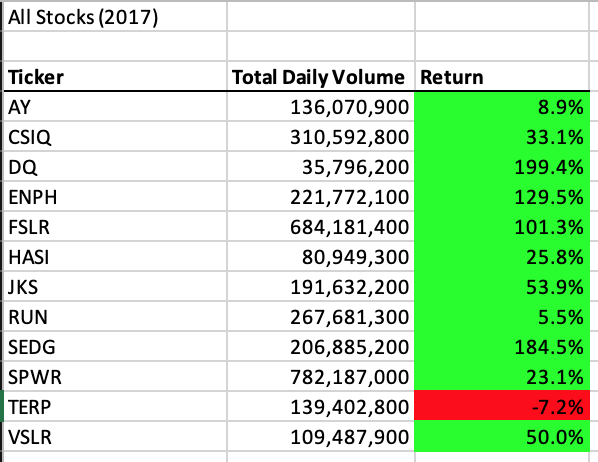 All Stocks (2017)
Ticker Total Daily Volume Return
AY 136,070,900 8.9%
CSIQ 310,592,800 33.1%
DQ 35,796,200 199.4%
ENPH 221,772,100 129.5%
FSLR 684,181,400 101.3%
HASI 80,949,300 25.8%
JKS 191,632,200 53.9%
RUN 267,681,300 5.5%
SEDG 206,885,200 184.5%
SPWR 782,187,000 23.1%
TERP 139,402,800 -7.2%
VSLR 109,487,900 50.0%